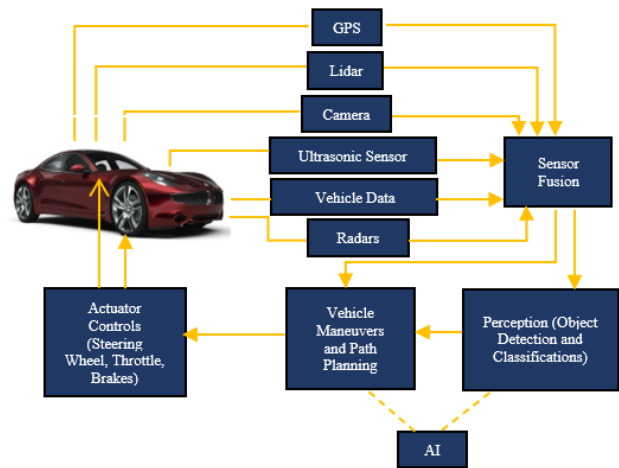 GPS
Lidar
Camera
Ultrasonic Sensor
Vehicle Data
Radars
Sensor
Fusion
Actuator
Controls
(Steering
Wheel, Throttle,
Brakes)
Vehicle
Maneuvers
and Path
Planning
Perception (Object
Detection and
Classifications)
AI